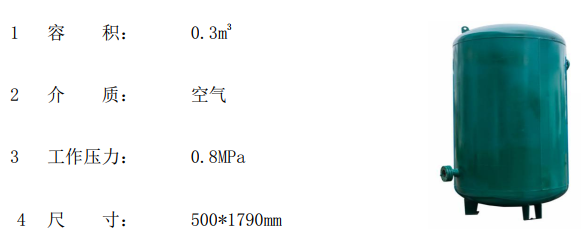 1 容 积： 0.3m³
2 介 质： 空气
3 工作压力： 0.8MPa
4 尺 寸： 500*1790mm